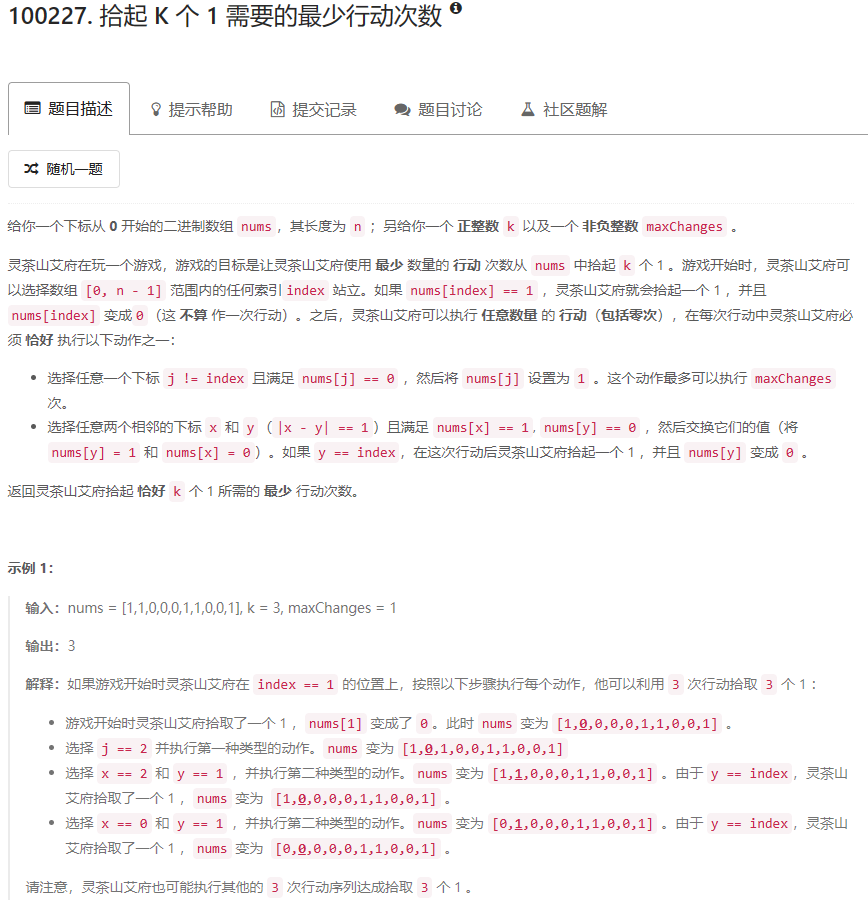 100227. 拾起 K 个 1 需要的最少行动次数
题目描述 提示帮助 提交记录 题目讨论 社区题解
随机一题
给你一个下标从 0 开始的二进制数组 nums，其长度为 n ；另给你一个 正整数 k 以及一个 非负整数 maxChanges 。
灵茶山艾府在玩一个游戏，游戏的目标是让灵茶山艾府使用 最少 数量的 行动 次数从 nums 中拾起 k 个 1 。游戏开始时，灵茶山艾府可
以选择数组 [0, n - 1] 范围内的任何索引 index 站立。如果 nums[index] == 1 ，灵茶山艾府就会拾起一个 1 ，并且
nums[index] 变成 0（这 不算 作一次行动）。之后，灵茶山艾府可以执行 任意数量 的 行动（包括零次），在每次行动中灵茶山艾府必
须 恰好 执行以下动作之一：
• 选择任意一个下标 j != index 且满足 nums[j] == 0 ，然后将 nums[j] 设置为 1 。这个动作最多可以执行 maxChanges
次。
• 选择任意两个相邻的下标 x 和 y（|x - y| == 1）且满足 nums[x] == 1, nums[y] == 0 ，然后交换它们的值（将
nums[y] = 1 和 nums[x] = 0）。如果 y == index，在这次行动后灵茶山艾府拾起一个 1 ，并且 nums[y] 变成 0 。
返回灵茶山艾府拾起 恰好 k 个 1 所需的 最少 行动次数。
示例 1：
输入：nums = [1,1,0,0,0,1,1,0,0,1], k = 3, maxChanges = 1
输出：3
解释：如果游戏开始时灵茶山艾府在 index == 1 的位置上，按照以下步骤执行每个动作，他可以利用 3 次行动拾取 3 个 1 ：
• 游戏开始时灵茶山艾府拾取了一个 1 ，nums[1] 变成了 0。此时 nums 变为 [1,0,0,0,0,1,1,0,0,1] 。
• 选择 j == 2 并执行第一种类型的动作。nums 变为 [1,0,1,0,0,1,1,0,0,1]
• 选择 x == 2 和 y == 1 ，并执行第二种类型的动作。nums 变为 [1,1,0,0,0,1,1,0,0,1] 。由于 y == index，灵茶山
艾府拾取了一个 1 ，nums 变为 [1,0,0,0,0,1,1,0,0,1] 。
• 选择 x == 0 和 y == 1 ，并执行第二种类型的动作。nums 变为 [0,1,0,0,0,1,1,0,0,1] 。由于 y == index，灵茶山
艾府拾取了一个 1 ，nums 变为 [0,0,0,0,0,1,1,0,0,1] 。
请注意，灵茶山艾府也可能执行其他的 3 次行动序列达成拾取 3 个 1 。